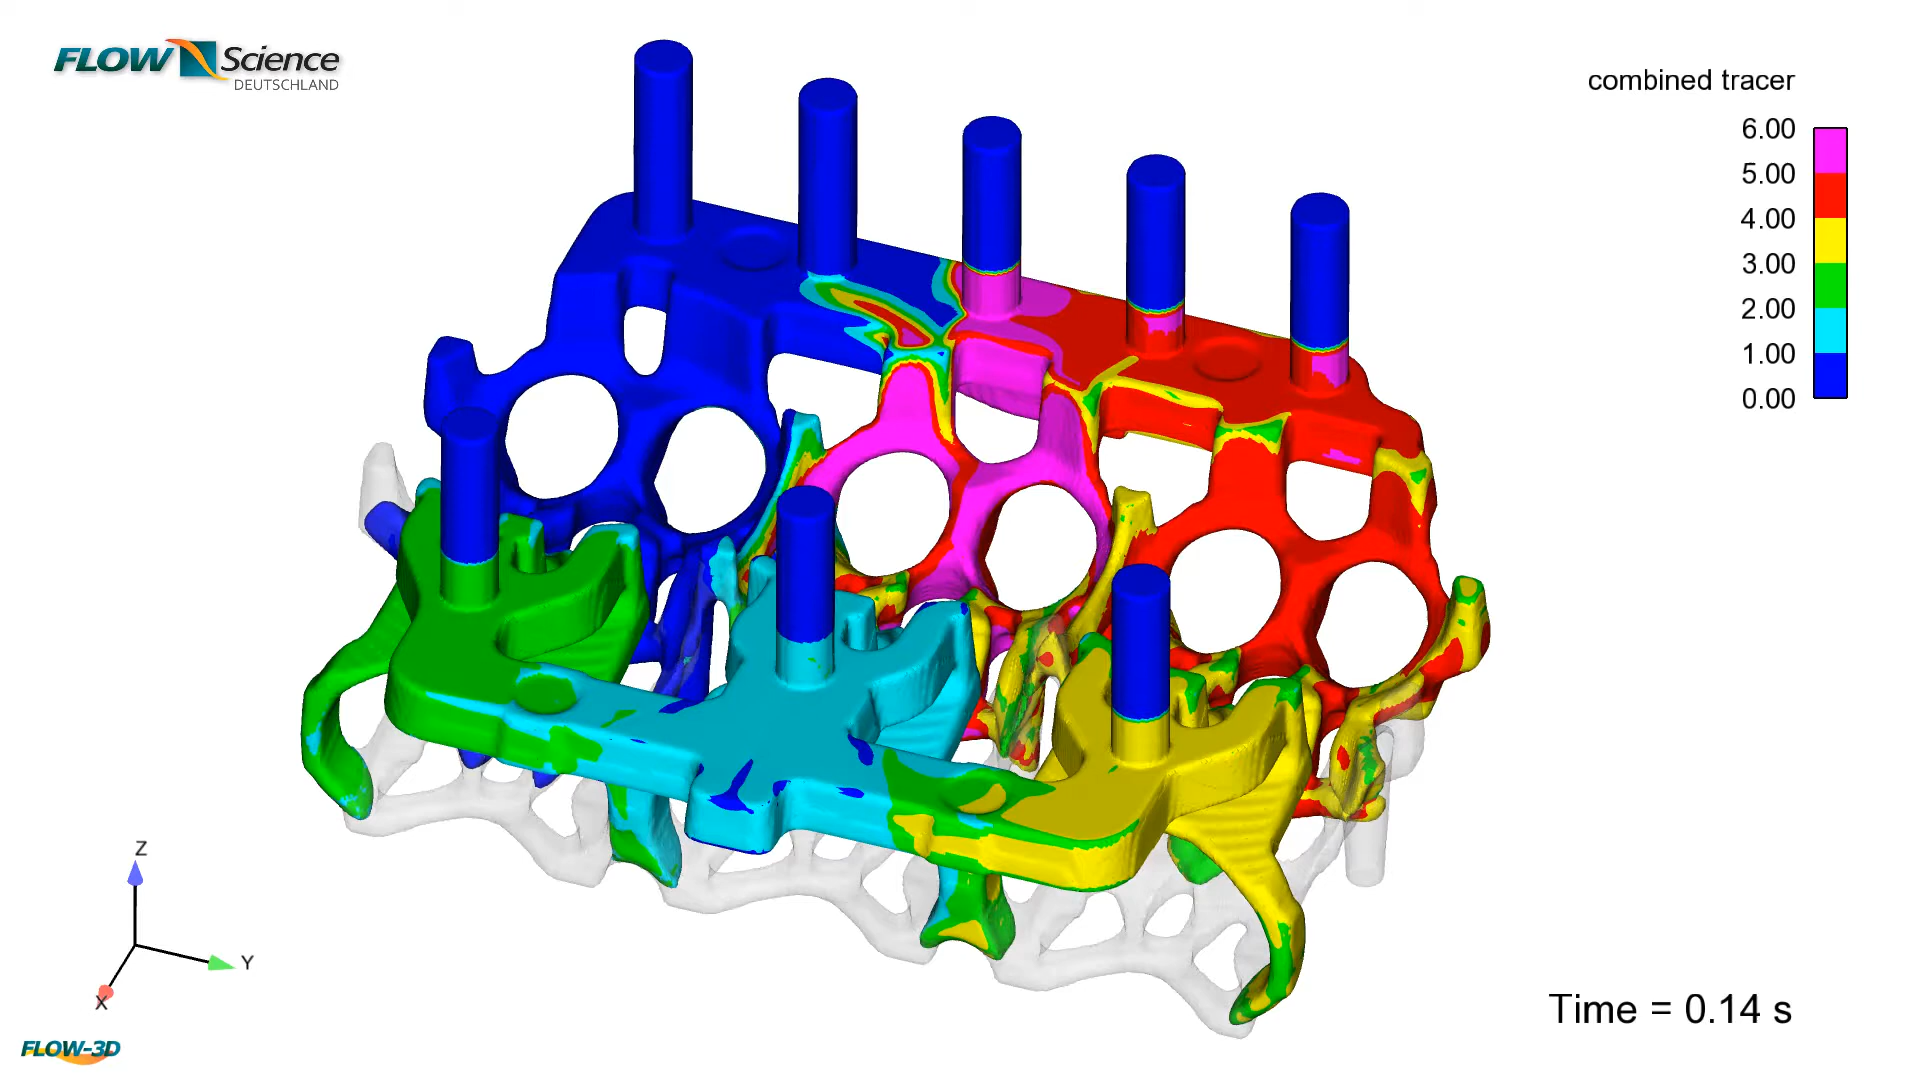 FLOW Science
DEUTSCHLAND
combined tracer
6.00
5.00
4.00
3.00
2.00
1.00
0.00
Z
Y
X
FLOW-3D
Time = 0.14 s